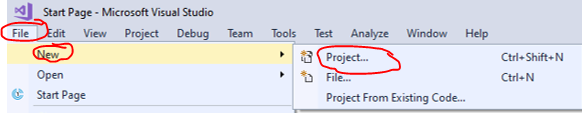 Start Page - Microsoft Visual Studio
File Edit View Project Debug Team Tools Test Analyze Window Help
New Project... Ctrl+Shift+N
Open File... Ctrl+N
Start Page Project From Existing Code...